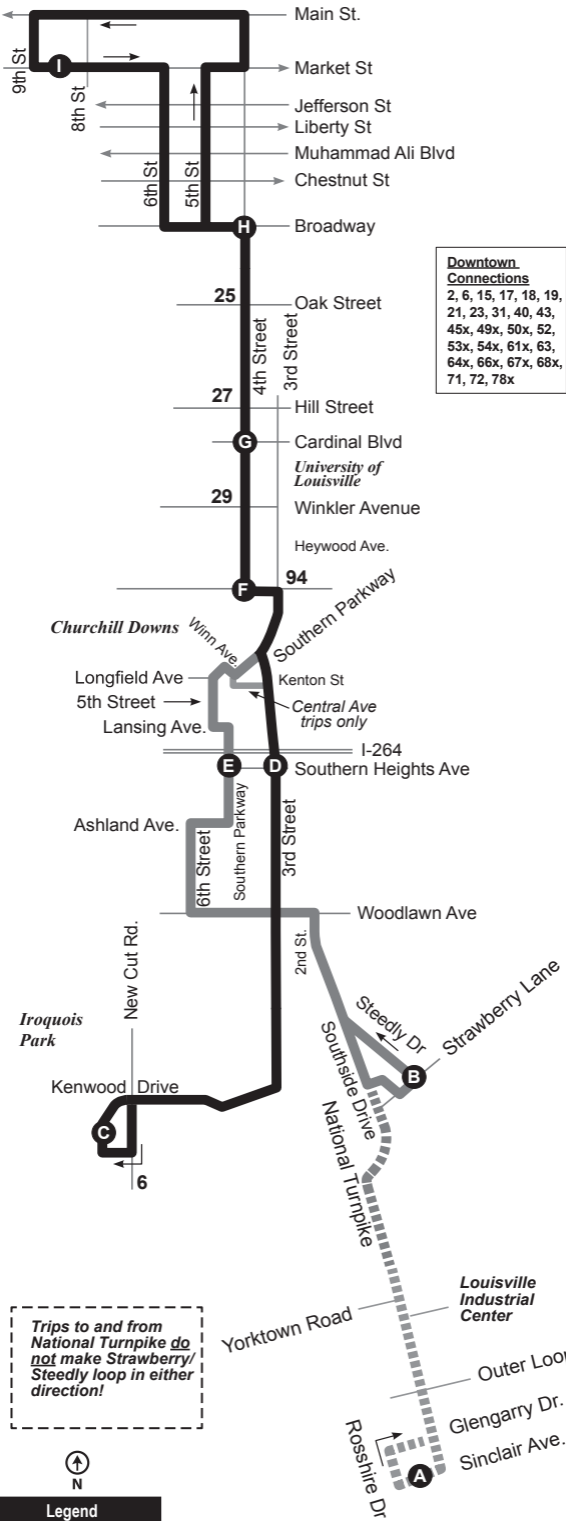 Main St.
9th St
I
8th St
Market St
Jefferson St
Liberty St
Muhammad Ali Blvd
6th St
5th St
Chestnut St
H
Broadway
Downtown
Connections
2, 6, 15, 17, 18, 19,
21, 23, 31, 40, 43,
45x, 49x, 50x, 52,
53x, 54x, 61x, 63,
64x, 66x, 67x, 68x,
71, 72, 78x
25
Oak Street
4th Street
3rd Street
27
Hill Street
G
Cardinal Blvd
University of
Louisville
29
Winkler Avenue
Heywood Ave.
F
94
Southern Parkway
Churchill Downs
Winn Ave.
Longfield Ave
Kenton St
5th Street
Central Ave
trips only
Lansing Ave.
I-264
E
D
Southern Heights Ave
Ashland Ave.
6th Street
Southern Parkway
3rd Street
Woodlawn Ave
2nd St.
New Cut Rd.
Iroquois
Park
Steedly Dr
Strawberry Lane
B
Southside Drive
Kenwood Drive
C
6
National Turnpike
Louisville
Industrial
Center
Yorktown Road
Trips to and from
National Turnpike do
not make Strawberry/
Steedly loop in either
direction!
Outer Loop
Glengarry Dr.
Sinclair Ave.
Rosshire Dr
A
N
Legend